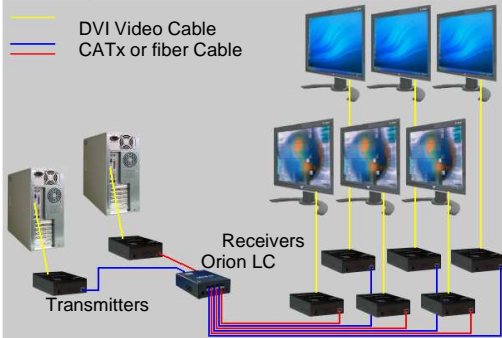 DVI Video Cable
CATx or fiber Cable
Receivers
Orion LC
Transmitters